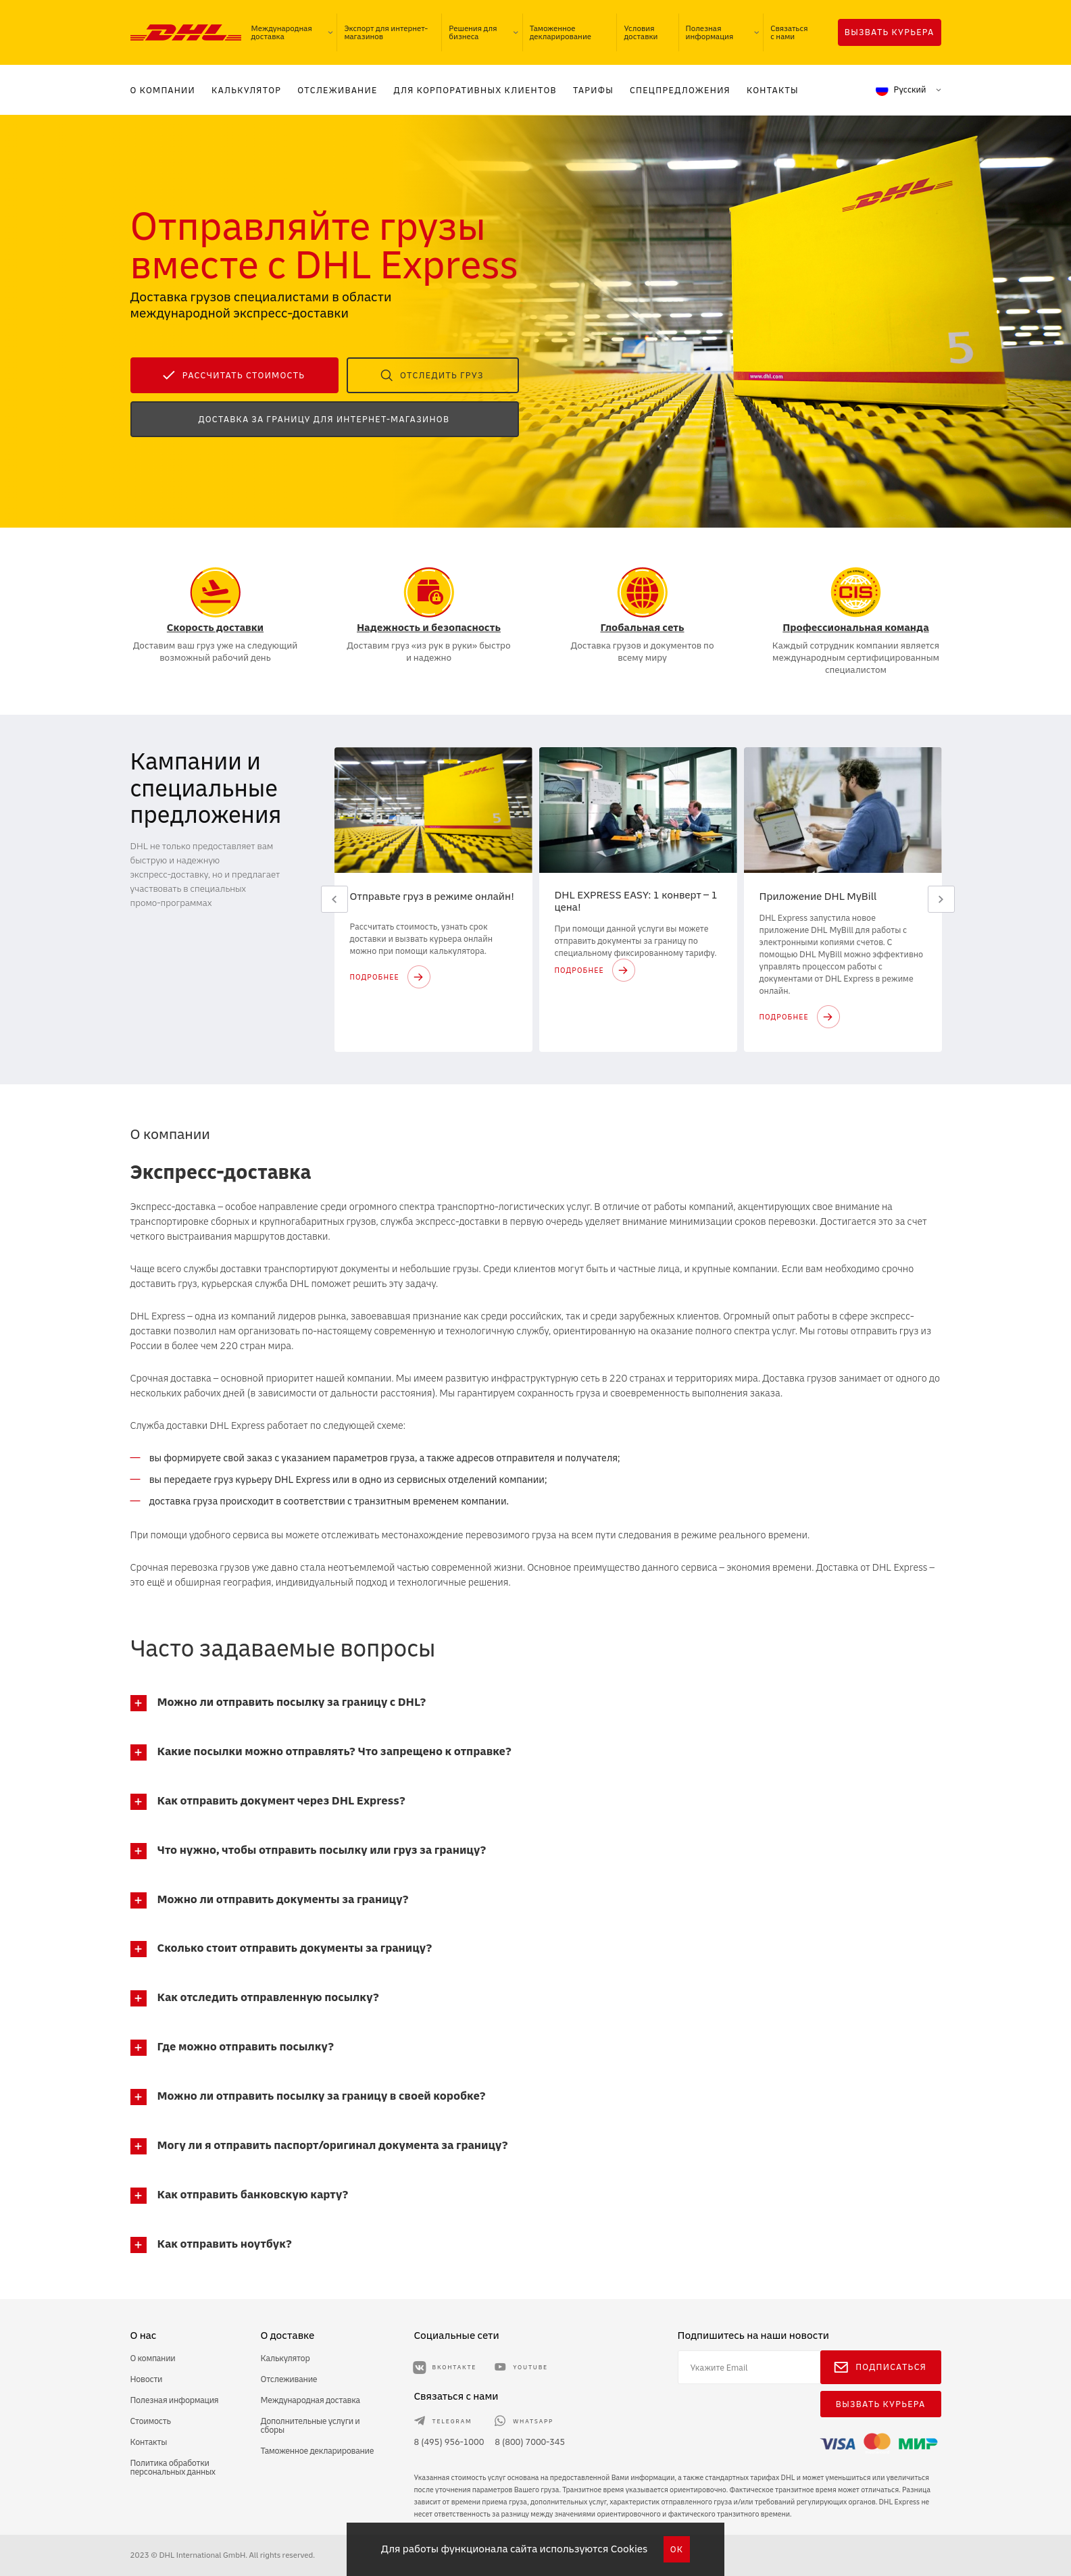 DHL
Международная
доставка
Экспорт для интернет-
магазинов
Решения для
бизнеса
Таможенное
декларирование
Условия
доставки
Полезная
информация
Связаться
с нами
ВЫЗВАТЬ КУРЬЕРА
О КОМПАНИИ
КАЛЬКУЛЯТОР
ОТСЛЕЖИВАНИЕ
ДЛЯ КОРПОРАТИВНЫХ КЛИЕНТОВ
ТАРИФЫ
СПЕЦПРЕДЛОЖЕНИЯ
КОНТАКТЫ
Русский
Отправляйте грузы
вместе с DHL Express
Доставка грузов специалистами в области
международной экспресс-доставки
РАССЧИТАТЬ СТОИМОСТЬ
ОТСЛЕДИТЬ ГРУЗ
ДОСТАВКА ЗА ГРАНИЦУ ДЛЯ ИНТЕРНЕТ-МАГАЗИНОВ
DHL
5
www.dhl.com
Скорость доставки
Доставим ваш груз уже на следующий
возможный рабочий день
Надежность и безопасность
Доставим груз «из рук в руки» быстро
и надежно
Глобальная сеть
Доставка грузов и документов по
всему миру
CIS
Профессиональная команда
Каждый сотрудник компании является
международным сертифицированным
специалистом
Кампании и
специальные
предложения
DHL не только предоставляет вам
быструю и надежную
экспресс-доставку, но и предлагает
участвовать в специальных
промо-программах
DHL
5
Отправьте груз в режиме онлайн!
Рассчитать стоимость, узнать срок
доставки и вызвать курьера онлайн
можно при помощи калькулятора.
ПОДРОБНЕЕ
DHL EXPRESS EASY: 1 конверт – 1
цена!
При помощи данной услуги вы можете
отправить документы за границу по
специальному фиксированному тарифу.
ПОДРОБНЕЕ
Приложение DHL MyBill
DHL Express запустила новое
приложение DHL MyBill для работы с
электронными копиями счетов. С
помощью DHL MyBill можно эффективно
управлять процессом работы с
документами от DHL Express в режиме
онлайн.
ПОДРОБНЕЕ
О компании
Экспресс-доставка
Экспресс-доставка – особое направление среди огромного спектра транспортно-логистических услуг. В отличие от работы компаний, акцентирующих свое внимание на
транспортировке сборных и крупногабаритных грузов, служба экспресс-доставки в первую очередь уделяет внимание минимизации сроков перевозки. Достигается это за счет
четкого выстраивания маршрутов доставки.
Чаще всего службы доставки транспортируют документы и небольшие грузы. Среди клиентов могут быть и частные лица, и крупные компании. Если вам необходимо срочно
доставить груз, курьерская служба DHL поможет решить эту задачу.
DHL Express – одна из компаний лидеров рынка, завоевавшая признание как среди российских, так и среди зарубежных клиентов. Огромный опыт работы в сфере экспресс-
доставки позволил нам организовать по-настоящему современную и технологичную службу, ориентированную на оказание полного спектра услуг. Мы готовы отправить груз из
России в более чем 220 стран мира.
Срочная доставка – основной приоритет нашей компании. Мы имеем развитую инфраструктурную сеть в 220 странах и территориях мира. Доставка грузов занимает от одного до
нескольких рабочих дней (в зависимости от дальности расстояния). Мы гарантируем сохранность груза и своевременность выполнения заказа.
Служба доставки DHL Express работает по следующей схеме:
— вы формируете свой заказ с указанием параметров груза, а также адресов отправителя и получателя;
— вы передаете груз курьеру DHL Express или в одно из сервисных отделений компании;
— доставка груза происходит в соответствии с транзитным временем компании.
При помощи удобного сервиса вы можете отслеживать местонахождение перевозимого груза на всем пути следования в режиме реального времени.
Срочная перевозка грузов уже давно стала неотъемлемой частью современной жизни. Основное преимущество данного сервиса – экономия времени. Доставка от DHL Express –
это ещё и обширная география, индивидуальный подход и технологичные решения.
Часто задаваемые вопросы
Можно ли отправить посылку за границу с DHL?
Какие посылки можно отправлять? Что запрещено к отправке?
Как отправить документ через DHL Express?
Что нужно, чтобы отправить посылку или груз за границу?
Можно ли отправить документы за границу?
Сколько стоит отправить документы за границу?
Как отследить отправленную посылку?
Где можно отправить посылку?
Можно ли отправить посылку за границу в своей коробке?
Могу ли я отправить паспорт/оригинал документа за границу?
Как отправить банковскую карту?
Как отправить ноутбук?
О нас
О компании
Новости
Полезная информация
Стоимость
Контакты
Политика обработки
персональных данных
О доставке
Калькулятор
Отслеживание
Международная доставка
Дополнительные услуги и
сборы
Таможенное декларирование
Социальные сети
ВКОНТАКТЕ
YOUTUBE
Связаться с нами
TELEGRAM
WHATSAPP
8 (495) 956-1000
8 (800) 7000-345
Подпишитесь на наши новости
Укажите Email
ПОДПИСАТЬСЯ
ВЫЗВАТЬ КУРЬЕРА
VISA
МИР
Указанная стоимость услуг основана на предоставленной Вами информации, а также стандартных тарифах DHL и может уменьшиться или увеличиться
после уточнения параметров Вашего груза. Транзитное время указывается ориентировочно. Фактическое транзитное время может отличаться. Разница
зависит от времени приема груза, дополнительных услуг, характеристик отправленного груза и/или требований регулирующих органов. DHL Express не
несет ответственность за разницу между значениями ориентировочного и фактического транзитного времени.
2023 © DHL International GmbH. All rights reserved.
Для работы функционала сайта используются Cookies
ОК